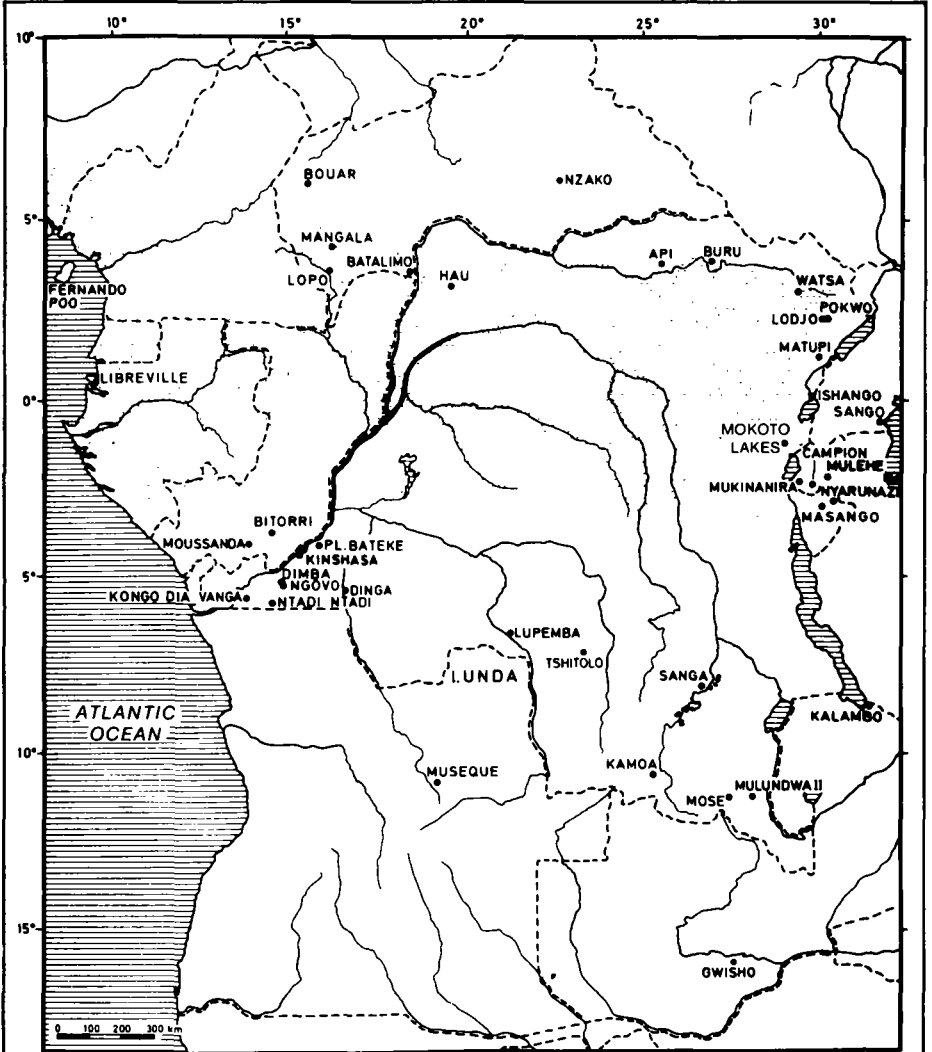 10° 15° 20° 25° 30°
10°
BOUAR
NZAKO
5°
MANGALA
BATALIMO
API
BURU
LOPO
HAU
WATSA
FERNANDO
POO
POKWO
LODJO
MATUPI
LIBREVILLE
0°
ISHANGO
SANGO
MOKOTO
LAKES
CAMPION
MULEHE
MUKINANIRA
NYARUNAZI
MASANGO
BITORRI
MOUSSANDA
PL. BATEKE
KINSHASA
5°
DIMBA
NGOVO
DINGA
KONGO DIA VANGA
NTADI NTADI
LUPEMBA
TSHITOLO
LUNDA
SANGA
ATLANTIC
OCEAN
KALAMBO
10°
MUSEQUE
KAMOA
MOSE
MULUNDWA II
15°
GWISHO
0 100 200 300 km